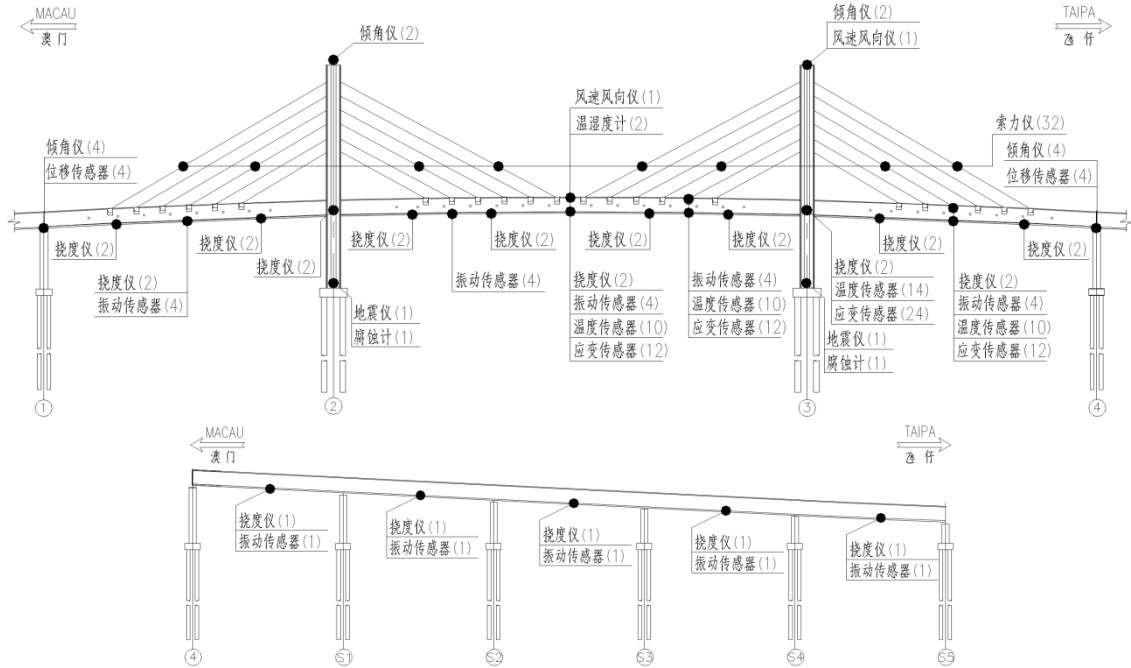 MACAU
澳门
TAIPA
氹仔
倾角仪(2)
倾角仪(2)
风速风向仪(1)
风速风向仪(1)
温湿度计(2)
索力仪(32)
倾角仪(4)
位移传感器(4)
倾角仪(4)
位移传感器(4)
挠度仪(2)
挠度仪(2)
振动传感器(4)
挠度仪(2)
挠度仪(2)
挠度仪(2)
振动传感器(4)
挠度仪(2)
挠度仪(2)
振动传感器(4)
温度传感器(10)
应变传感器(12)
挠度仪(2)
振动传感器(4)
温度传感器(10)
应变传感器(12)
挠度仪(2)
挠度仪(2)
温度传感器(14)
应变传感器(24)
挠度仪(2)
挠度仪(2)
振动传感器(4)
温度传感器(10)
应变传感器(12)
挠度仪(2)
地震仪(1)
腐蚀计(1)
地震仪(1)
腐蚀计(1)
1
2
3
4
MACAU
澳门
TAIPA
氹仔
挠度仪(1)
振动传感器(1)
挠度仪(1)
振动传感器(1)
挠度仪(1)
振动传感器(1)
挠度仪(1)
振动传感器(1)
挠度仪(1)
振动传感器(1)
4
S1
S2
S3
S4
S5